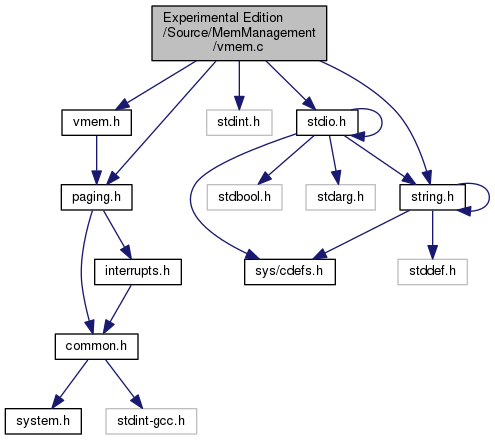 Experimental Edition
/Source/MemManagement
/vmem.c
vmem.h
stdint.h
stdio.h
paging.h
stdbool.h
stdarg.h
string.h
interrupts.h
sys/cdefs.h
stddef.h
common.h
system.h
stdint-gcc.h